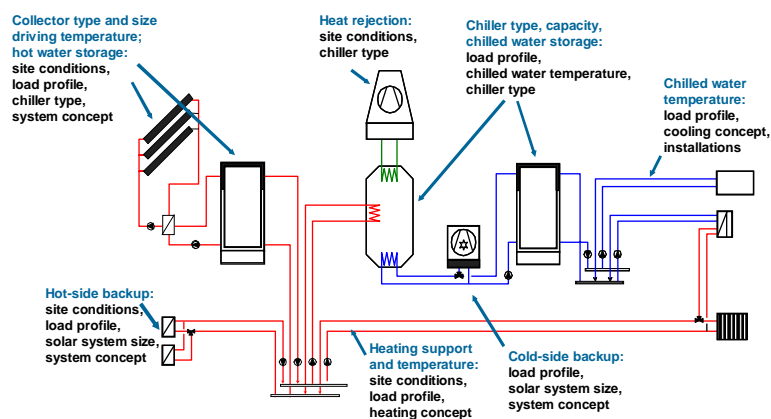 Collector type and size
driving temperature;
hot water storage:
site conditions,
load profile,
chiller type,
system concept
Heat rejection:
site conditions,
chiller type
Chiller type, capacity,
chilled water storage:
load profile,
chilled water temperature,
chiller type
Chilled water
temperature:
load profile,
cooling concept,
installations
Hot-side backup:
site conditions,
load profile,
solar system size,
system concept
Heating support
and temperature:
site conditions,
load profile,
heating concept
Cold-side backup:
load profile,
solar system size,
system concept